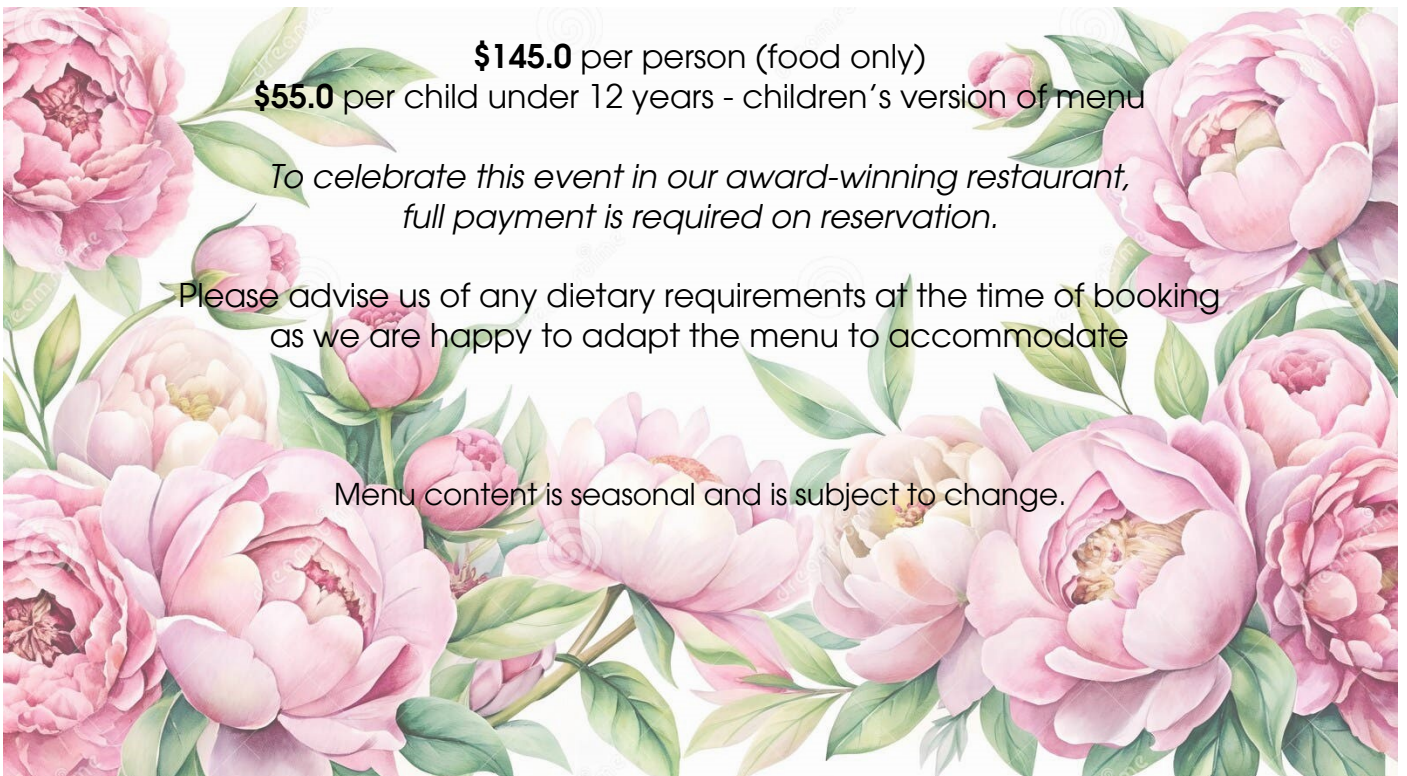 $145.0 per person (food only)
$55.0 per child under 12 years - children's version of menu
To celebrate this event in our award-winning restaurant,
full payment is required on reservation.
Please advise us of any dietary requirements at the time of booking
as we are happy to adapt the menu to accommodate
Menu content is seasonal and is subject to change.